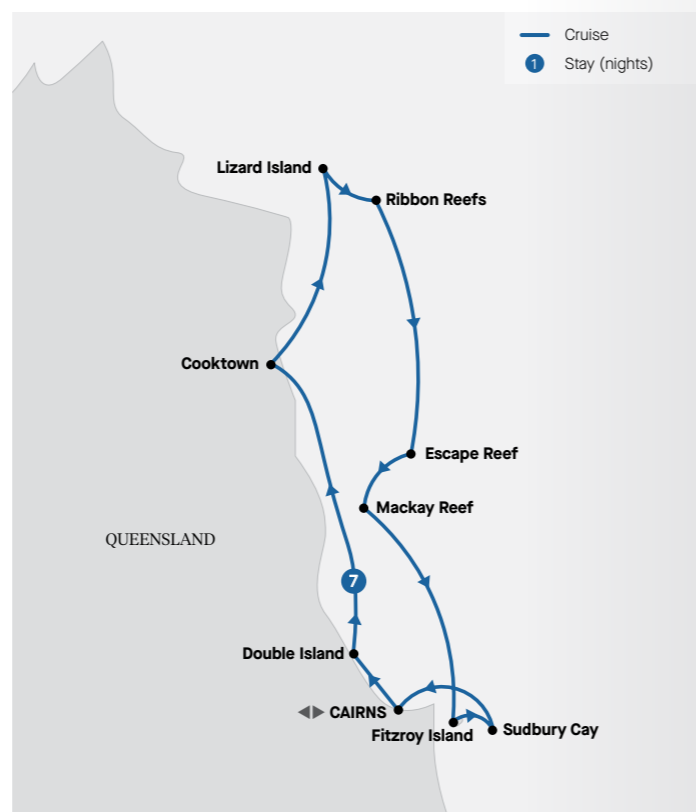 Cruise
1 Stay (nights)
Lizard Island
Ribbon Reefs
Cooktown
Escape Reef
Mackay Reef
QUEENSLAND
7
Double Island
CAIRNS
Fitzroy Island
Sudbury Cay